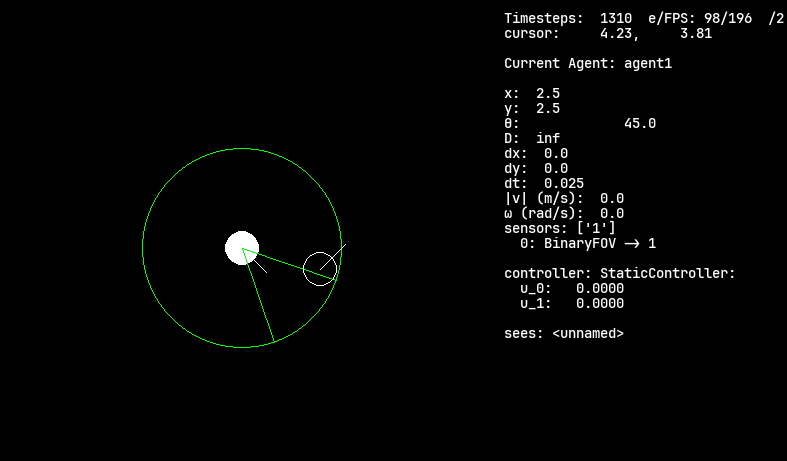 Timesteps:  1310  e/FPS: 98/196  /2
cursor:     4.23,     3.81
Current Agent: agent1
x:  2.5
y:  2.5
θ:             45.0
D:  inf
dx:  0.0
dy:  0.0
dt:  0.025
|v| (m/s):  0.0
ω (rad/s):  0.0
sensors: ['1']
0: BinaryFOV → 1
controller: StaticController:
u_0:   0.0000
u_1:   0.0000
sees: <unnamed>